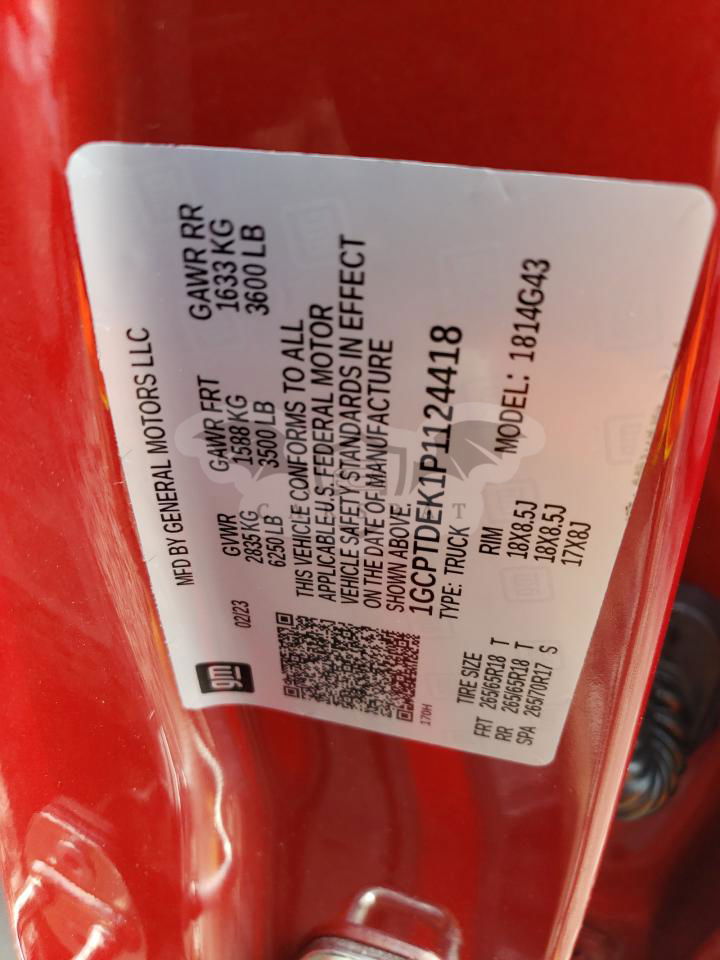 MFD BY GENERAL MOTORS LLC
gm
02/23 GVWR GAWR FRT GAWR RR
2835 KG 1588 KG 1633 KG
6250 LB 3500 LB 3600 LB
THIS VEHICLE CONFORMS TO ALL
APPLICABLE U.S. FEDERAL MOTOR
VEHICLE SAFETY STANDARDS IN EFFECT
ON THE DATE OF MANUFACTURE
SHOWN ABOVE.
1GCPTDEK1P1124418
170H
TYPE: TRUCK MODEL: 1814G43
TIRE SIZE RIM
FRT 265/65R18 T 18X8.5J
RR 265/65R18 T 18X8.5J
SPA 265/70R17 S 17X8J